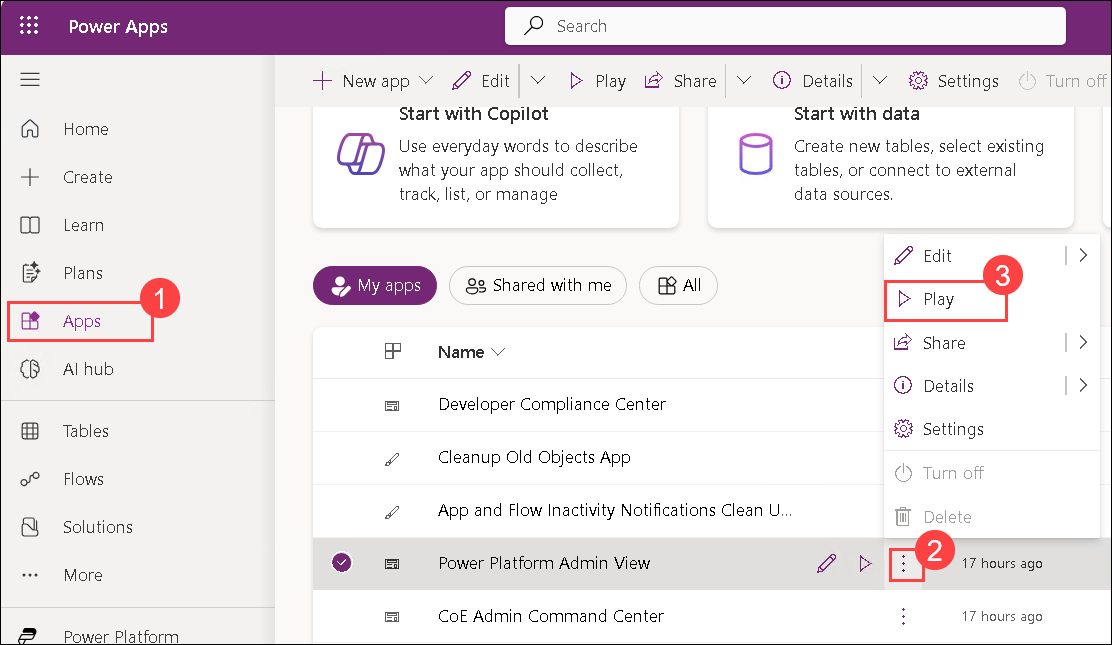 Power Apps
Search
New app
Edit
Play
Share
Details
Settings
Turn off
Home
Create
Learn
Plans
1
Apps
AI hub
Tables
Flows
Solutions
More
Power Platform
Start with Copilot
Use everyday words to describe
what your app should collect,
track, list, or manage
Start with data
Create new tables, select existing
tables, or connect to external
data sources.
My apps
Shared with me
All
Name
Developer Compliance Center
Cleanup Old Objects App
App and Flow Inactivity Notifications Clean U...
Power Platform Admin View
17 hours ago
CoE Admin Command Center
17 hours ago
Edit
3
Play
Share
Details
Settings
Turn off
Delete
2